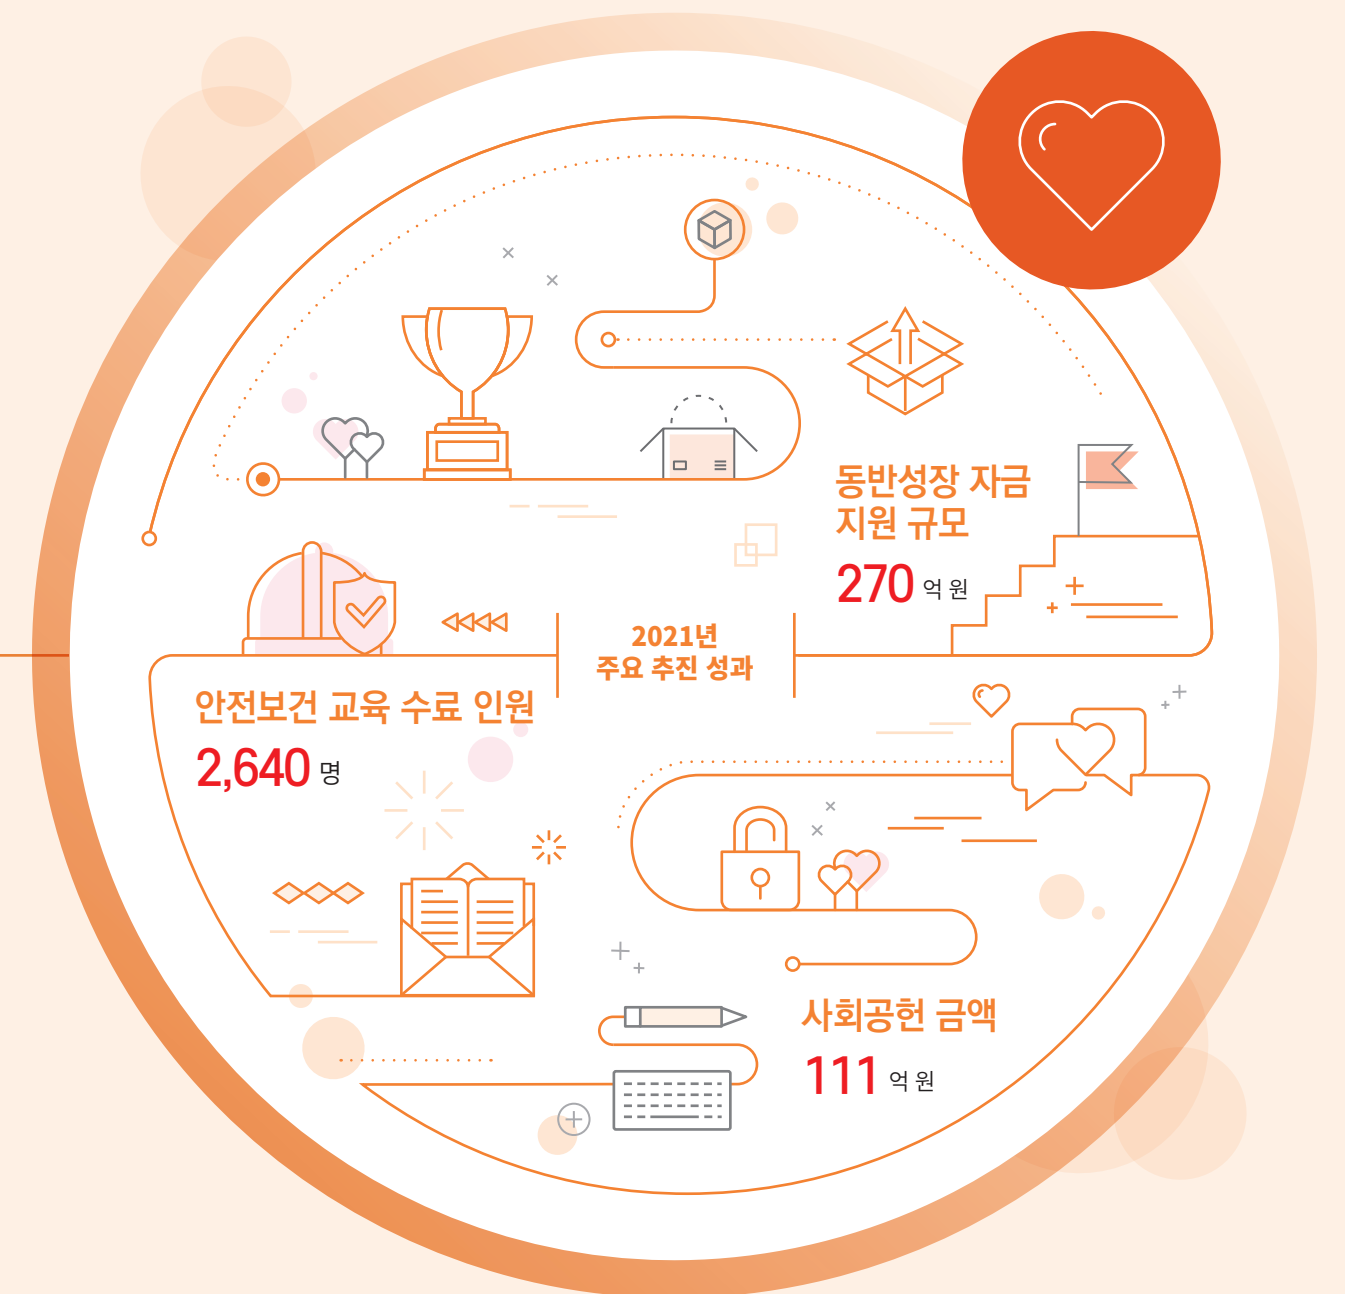 동반성장 자금
지원 규모
270 억 원
2021년
주요 추진 성과
안전보건 교육 수료 인원
2,640 명
사회공헌 금액
111 억 원